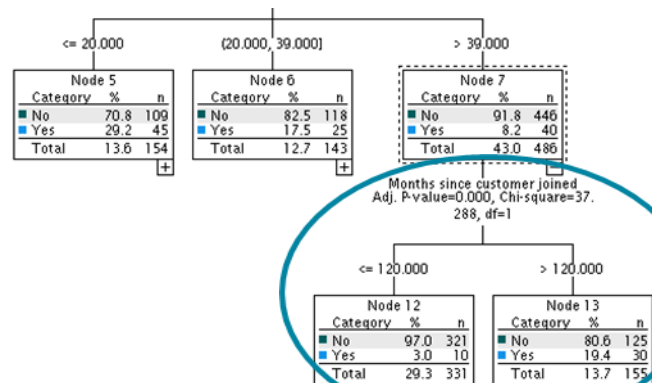 <= 20.000
(20.000, 39.000]
> 39.000
Node 5
Category % n
No 70.8 109
Yes 29.2 45
Total 13.6 154
+
Node 6
Category % n
No 82.5 118
Yes 17.5 25
Total 12.7 143
+
Node 7
Category % n
No 91.8 446
Yes 8.2 40
Total 43.0 486
Months since customer joined
Adj. P-value=0.000, Chi-square=37.
288, df=1
<= 120.000
> 120.000
Node 12
Category % n
No 97.0 321
Yes 3.0 10
Total 29.3 331
Node 13
Category % n
No 80.6 125
Yes 19.4 30
Total 13.7 155